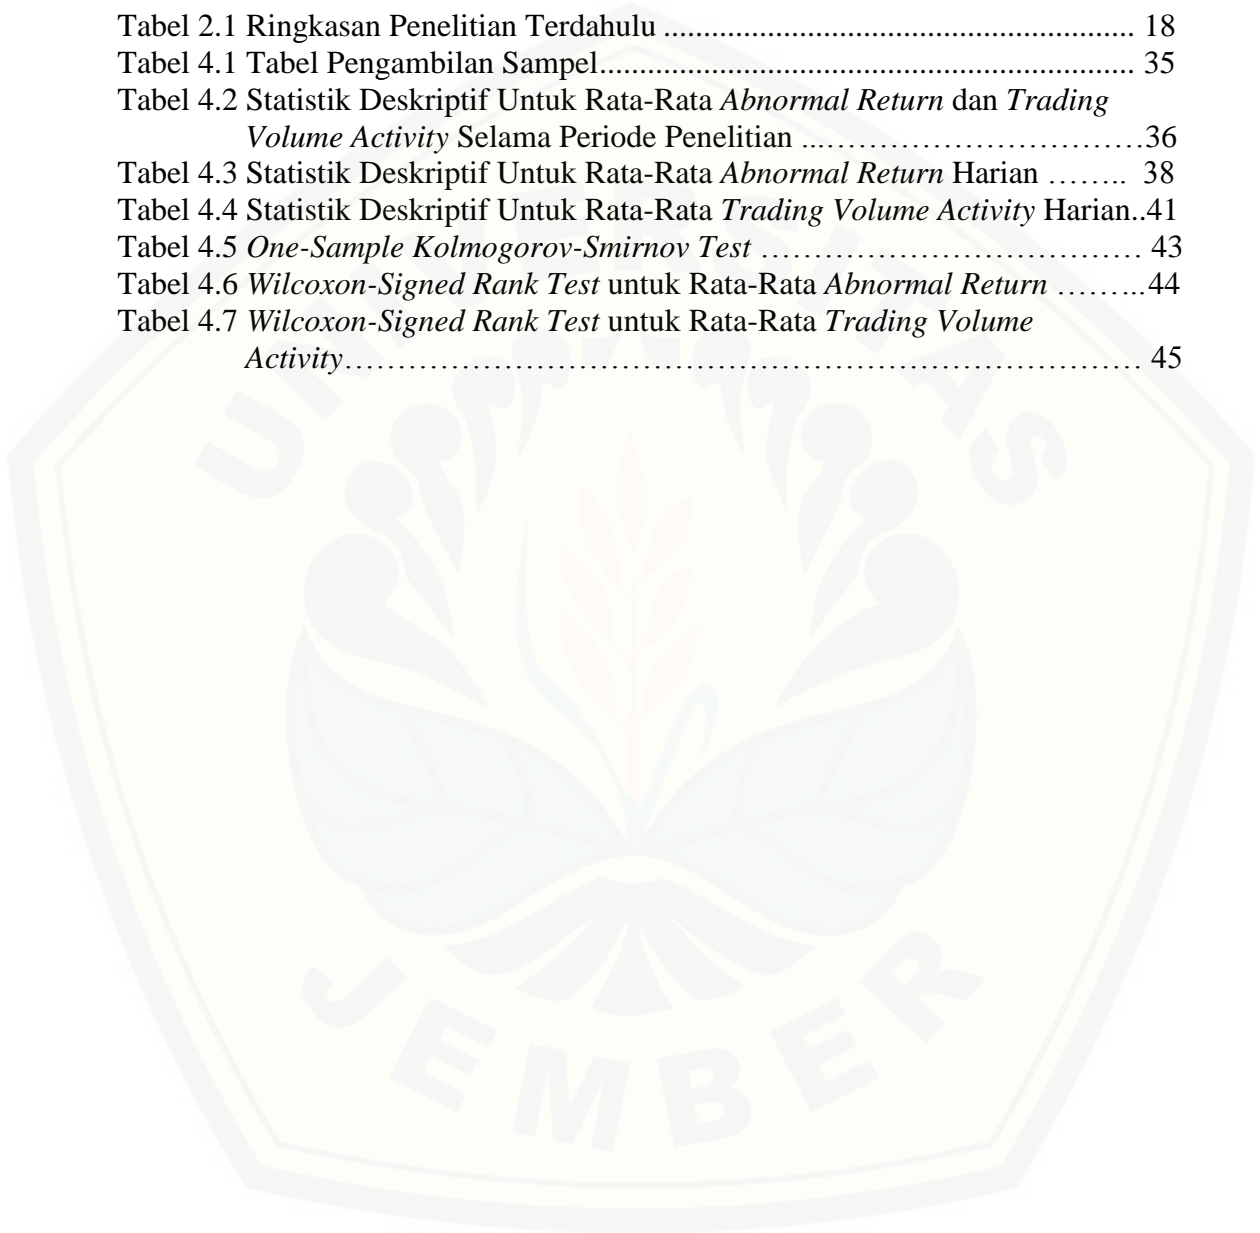 Tabel 2.1 Ringkasan Penelitian Terdahulu ............................................................... 18
Tabel 4.1 Tabel Pengambilan Sampel....................................................................... 35
Tabel 4.2 Statistik Deskriptif Untuk Rata-Rata Abnormal Return dan Trading
Volume Activity Selama Periode Penelitian ...……………………………36
Tabel 4.3 Statistik Deskriptif Untuk Rata-Rata Abnormal Return Harian …….. 38
Tabel 4.4 Statistik Deskriptif Untuk Rata-Rata Trading Volume Activity Harian..41
Tabel 4.5 One-Sample Kolmogorov-Smirnov Test ……………………………… 43
Tabel 4.6 Wilcoxon-Signed Rank Test untuk Rata-Rata Abnormal Return ……...44
Tabel 4.7 Wilcoxon-Signed Rank Test untuk Rata-Rata Trading Volume
Activity………………………………………………………………… 45
UNIVERSITAS
JEMBER